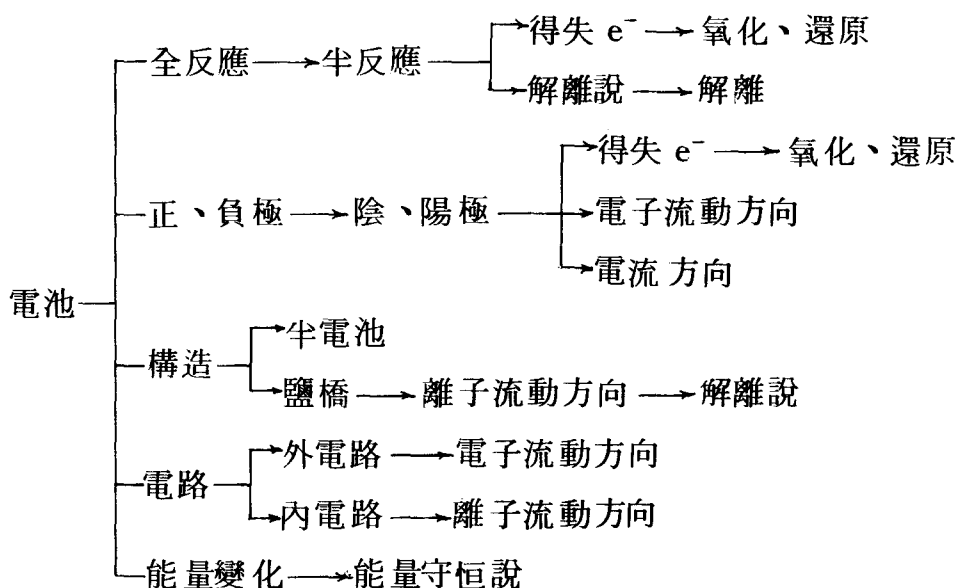 全反應 → 半反應 → 得失 e⁻ → 氧化、還原
解離說 → 解離
正、負極 → 陰、陽極 → 得失 e⁻ → 氧化、還原
電子流動方向
電流方向
電池
構造 → 半電池
鹽橋 → 離子流動方向 → 解離說
電路 → 外電路 → 電子流動方向
內電路 → 離子流動方向
能量變化 → 能量守恒說